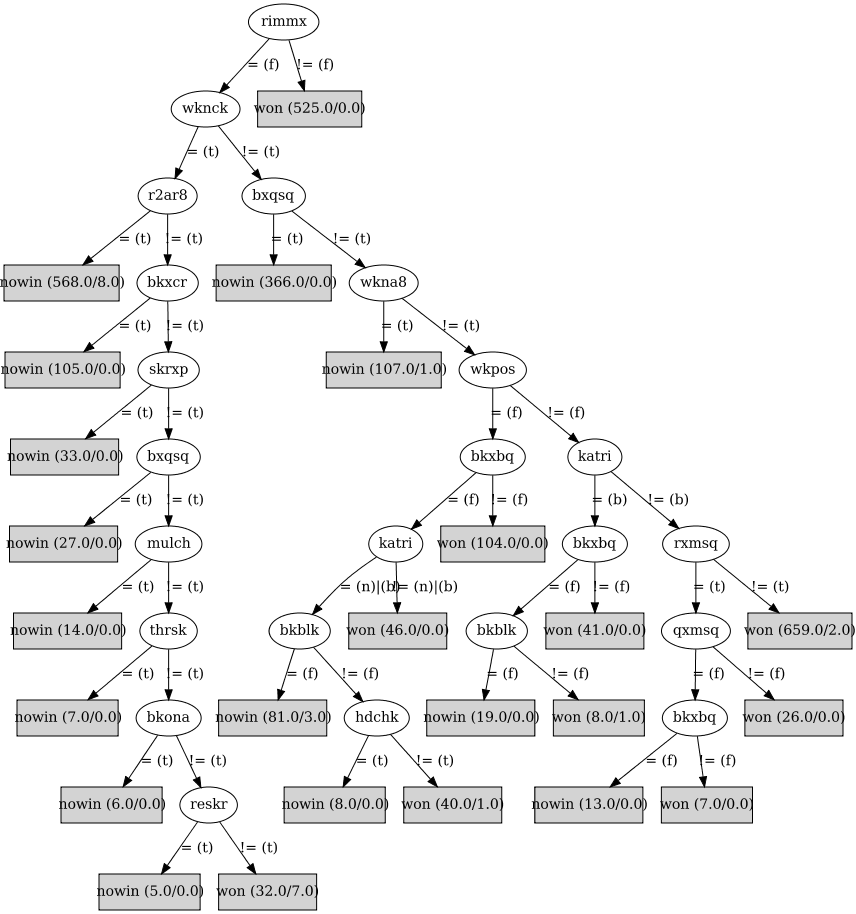 rimmx
= (f) != (f)
wknck won (525.0/0.0)
= (t) != (t)
r2ar8 bxqsq
= (t) != (t) = (t) != (t)
nowin (568.0/8.0) bkxcr nowin (366.0/0.0) wkna8
= (t) != (t) = (t) != (t)
nowin (105.0/0.0) skrxp nowin (107.0/1.0) wkpos
= (t) != (t) = (f) != (f)
nowin (33.0/0.0) bxqsq bkxbq katri
= (t) != (t) = (f) != (f) = (b) != (b)
nowin (27.0/0.0) mulch katri won (104.0/0.0) bkxbq rxmsq
= (t) != (t) = (n)|(b) != (n)|(b) = (f) != (f) = (t) != (t)
nowin (14.0/0.0) thrsk bkblk won (46.0/0.0) bkblk won (41.0/0.0) qxmsq won (659.0/2.0)
= (t) != (t) = (f) != (f) = (f) != (f) = (f) != (f)
nowin (7.0/0.0) bkona nowin (81.0/3.0) hdchk nowin (19.0/0.0) won (8.0/1.0) bkxbq won (26.0/0.0)
= (t) != (t) = (t) != (t) = (f) != (f)
nowin (6.0/0.0) reskr nowin (8.0/0.0) won (40.0/1.0) nowin (13.0/0.0) won (7.0/0.0)
= (t) != (t)
nowin (5.0/0.0) won (32.0/7.0)